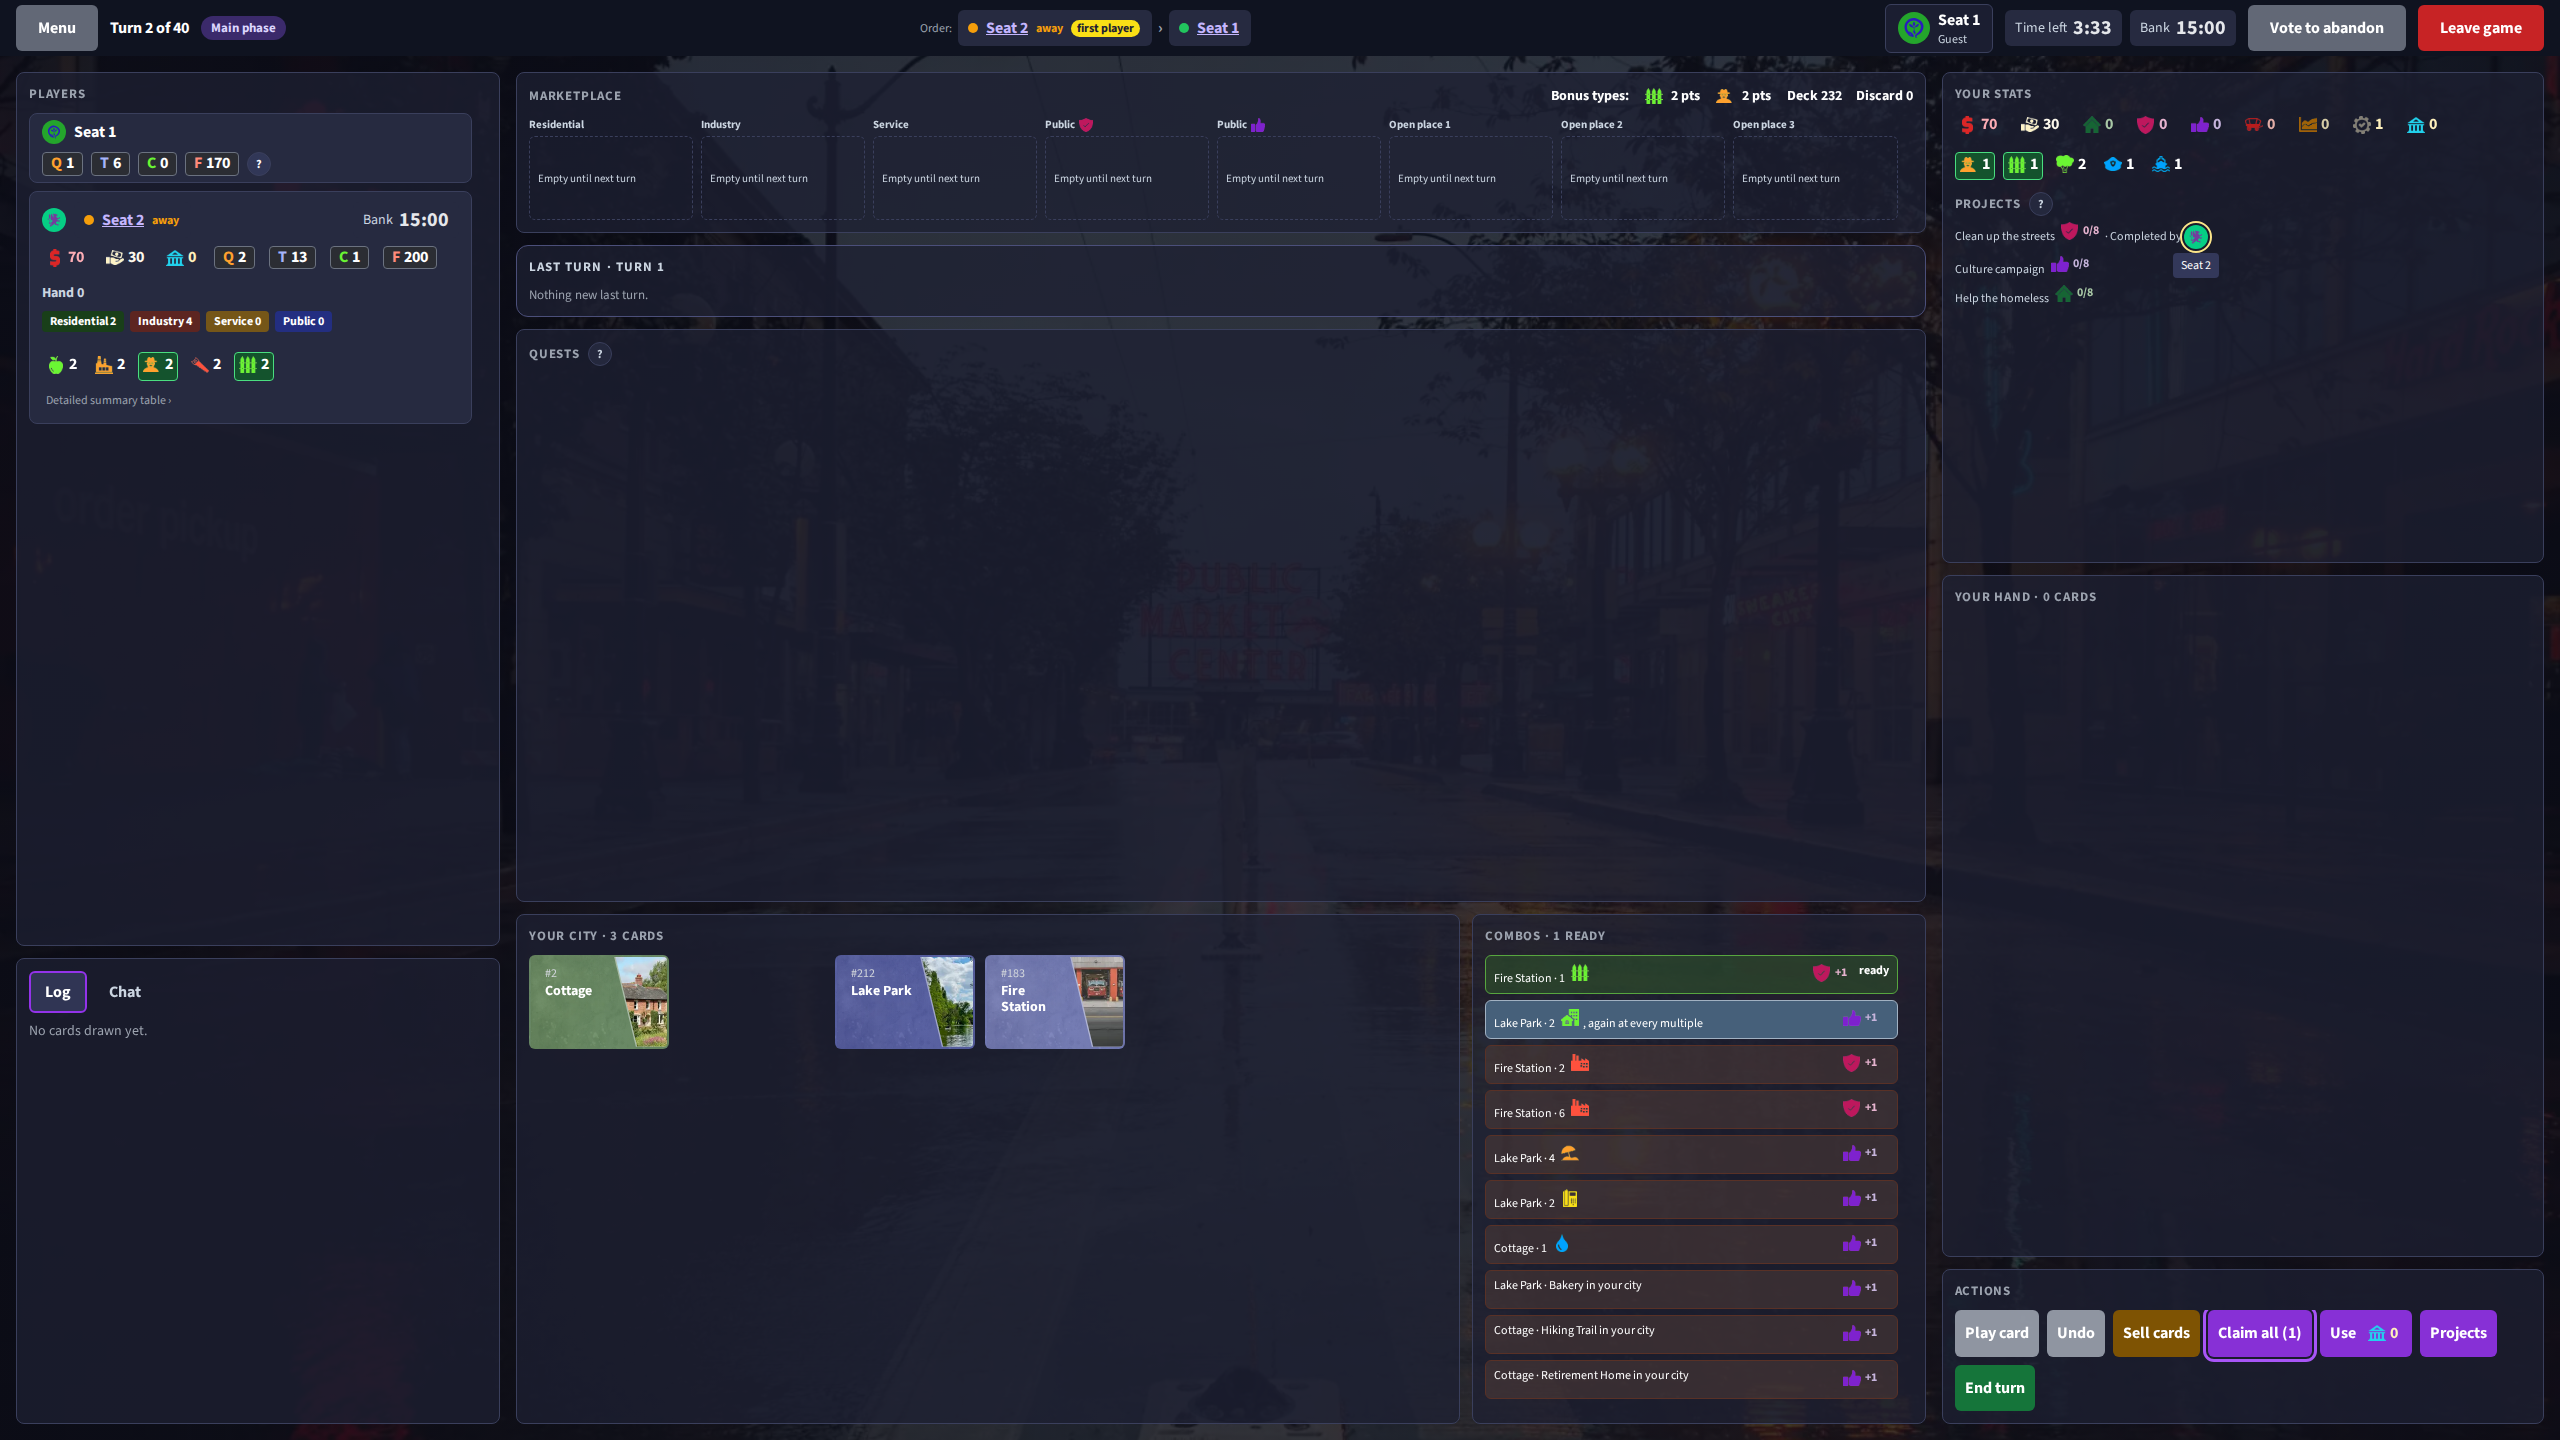 Menu
Turn 2 of 40
Main phase
Order:
Seat 2 away first player › Seat 1
Seat 1
Guest
Time left 3:33
Bank 15:00
Vote to abandon
Leave game
PLAYERS
Seat 1
Q 1 T 6 C 0 F 170 ?
Seat 2 away Bank 15:00
70 30 0 Q 2 T 13 C 1 F 200
Hand 0
Residential 2 Industry 4 Service 0 Public 0
2 2 2 2 2
Detailed summary table ›
order pickup
Log
Chat
No cards drawn yet.
MARKETPLACE
Bonus types: 2 pts 2 pts Deck 232 Discard 0
Residential Industry Service Public Public Open place 1 Open place 2 Open place 3
Empty until next turn Empty until next turn Empty until next turn Empty until next turn Empty until next turn Empty until next turn Empty until next turn Empty until next turn
LAST TURN · TURN 1
Nothing new last turn.
QUESTS ?
PUBLIC
MARKET
CENTER
SNEAKER
CITY
YOUR CITY · 3 CARDS
#2
Cottage
#212
Lake Park
#183
Fire
Station
COMBOS · 1 READY
Fire Station · 1 +1 ready
Lake Park · 2 , again at every multiple +1
Fire Station · 2 +1
Fire Station · 6 +1
Lake Park · 4 +1
Lake Park · 2 +1
Cottage · 1 +1
Lake Park · Bakery in your city +1
Cottage · Hiking Trail in your city +1
Cottage · Retirement Home in your city +1
YOUR STATS
70 30 0 0 0 0 0 1 0
1 1 2 1 1
PROJECTS ?
Clean up the streets 0/8 · Completed by
Seat 2
Culture campaign 0/8
Help the homeless 0/8
YOUR HAND · 0 CARDS
ACTIONS
Play card
Undo
Sell cards
Claim all (1)
Use 0
Projects
End turn